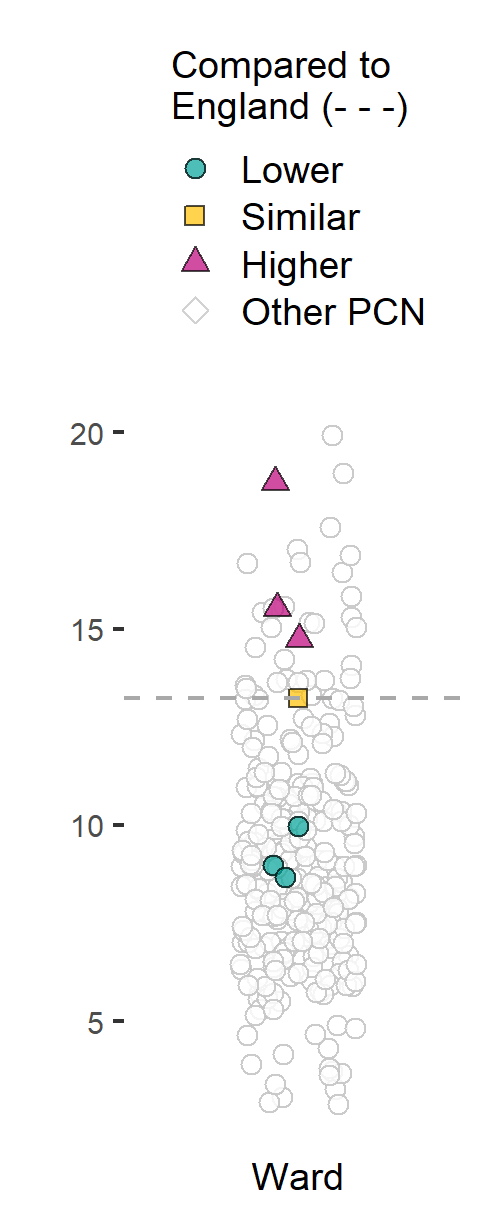 Compared to
England (- - -)
Lower
Similar
Higher
Other PCN
20
15
10
5
Ward